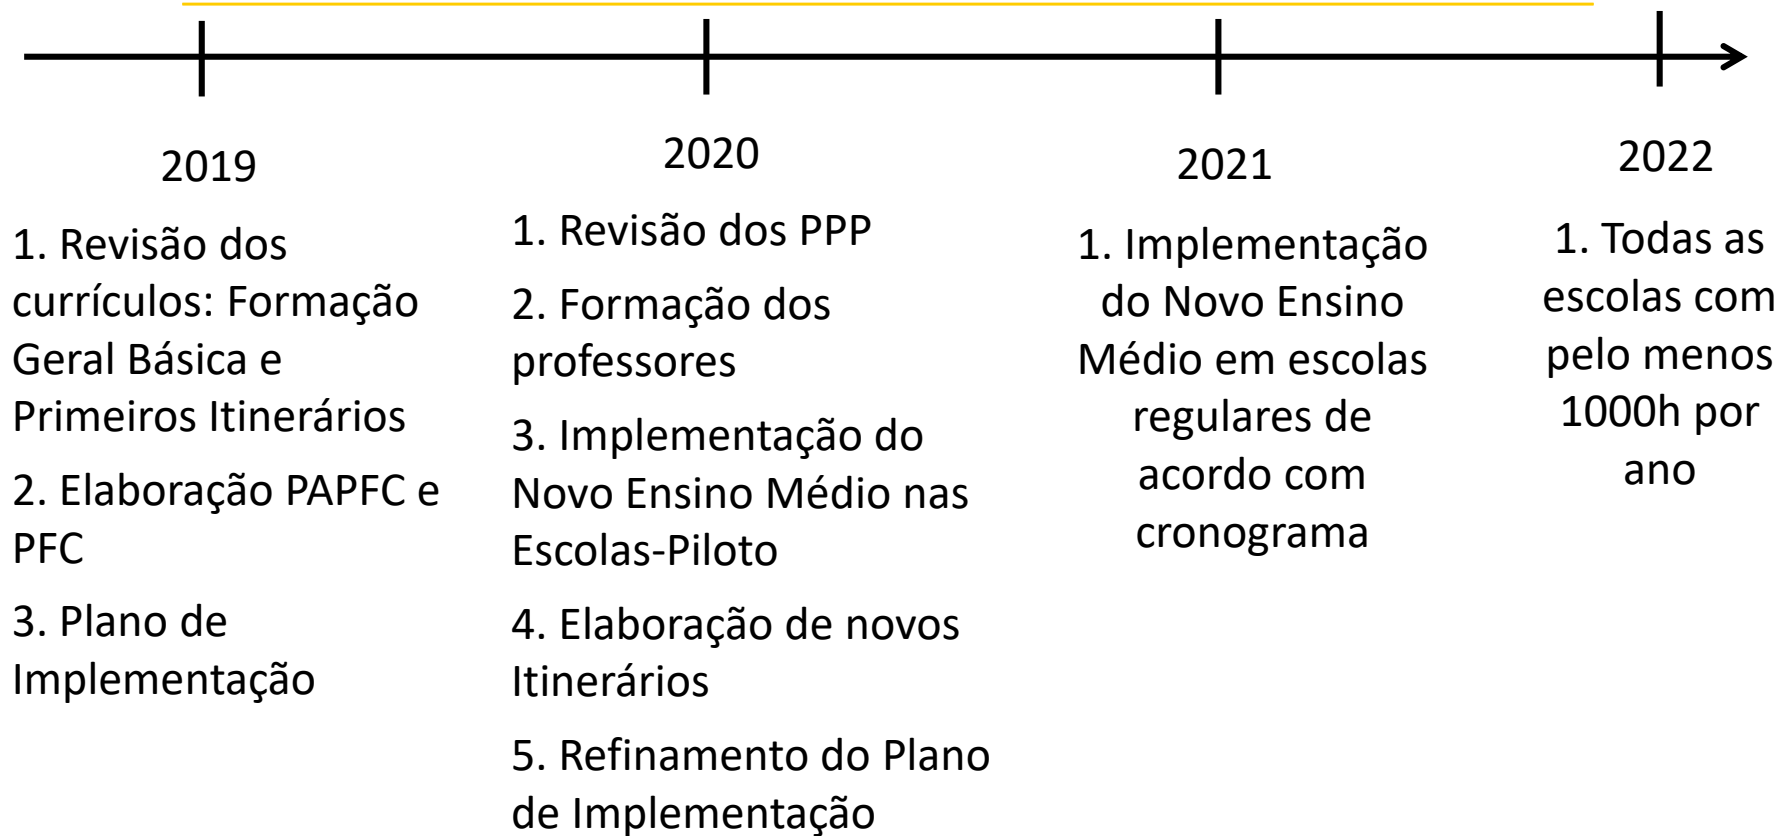 2019
1. Revisão dos
currículos: Formação
Geral Básica e
Primeiros Itinerários
2. Elaboração PAPFC e
PFC
3. Plano de
Implementação
2020
1. Revisão dos PPP
2. Formação dos
professores
3. Implementação do
Novo Ensino Médio nas
Escolas-Piloto
4. Elaboração de novos
Itinerários
5. Refinamento do Plano
de Implementação
2021
1. Implementação
do Novo Ensino
Médio em escolas
regulares de
acordo com
cronograma
2022
1. Todas as
escolas com
pelo menos
1000h por
ano